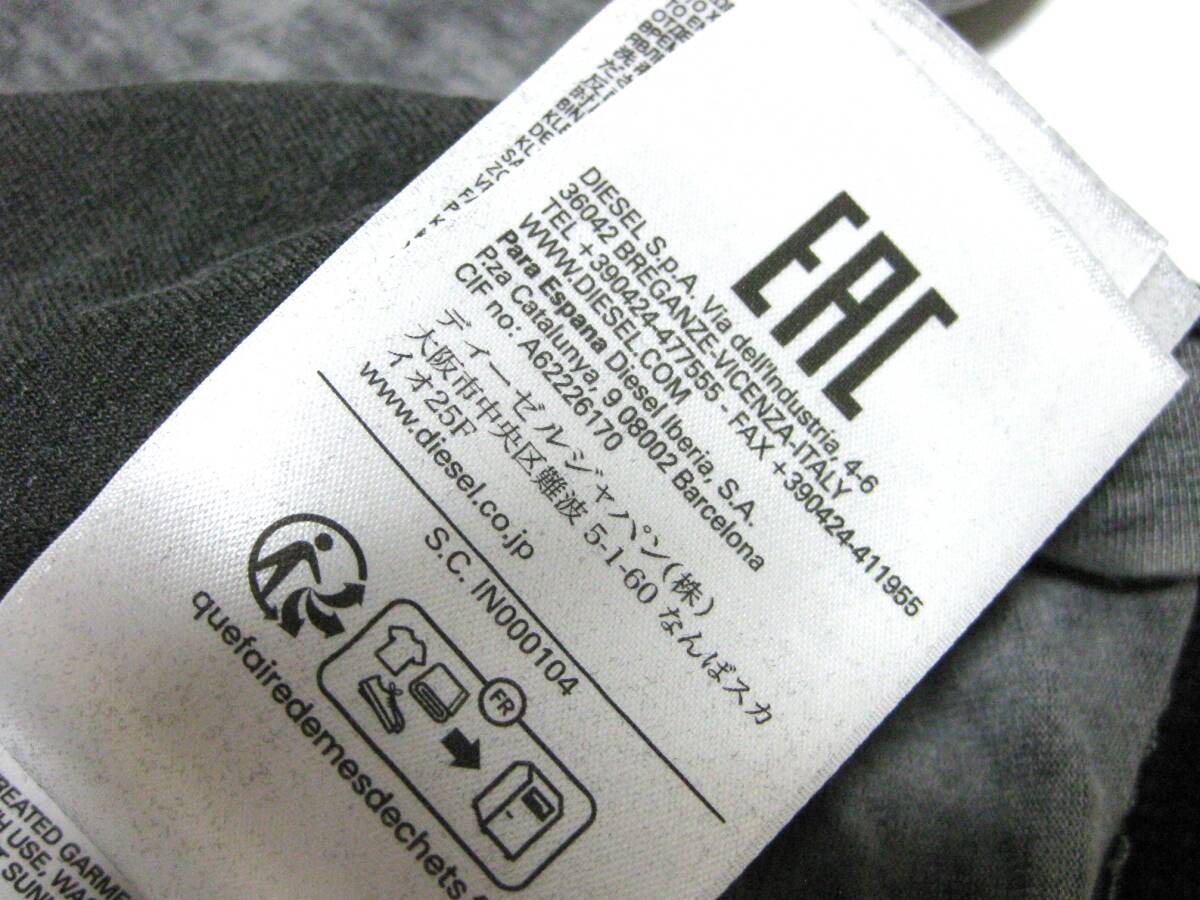 EAC
DIESEL S.p.A. Via dell'Industria, 4-6
36042 BREGANZE-VICENZA-ITALY
TEL +390424-477555 - FAX +390424-411955
WWW.DIESEL.COM
Para Espana Diesel Iberia, S.A.
Pza Catalunya, 9 08002 Barcelona
CIF no: A62226170
ディーゼルジャパン(株)
大阪市中央区難波 5-1-60 なんばスカ
イオ25F
www.diesel.co.jp
S.C. IN000104
FR
quefairedemesdechets
GARME
USE,